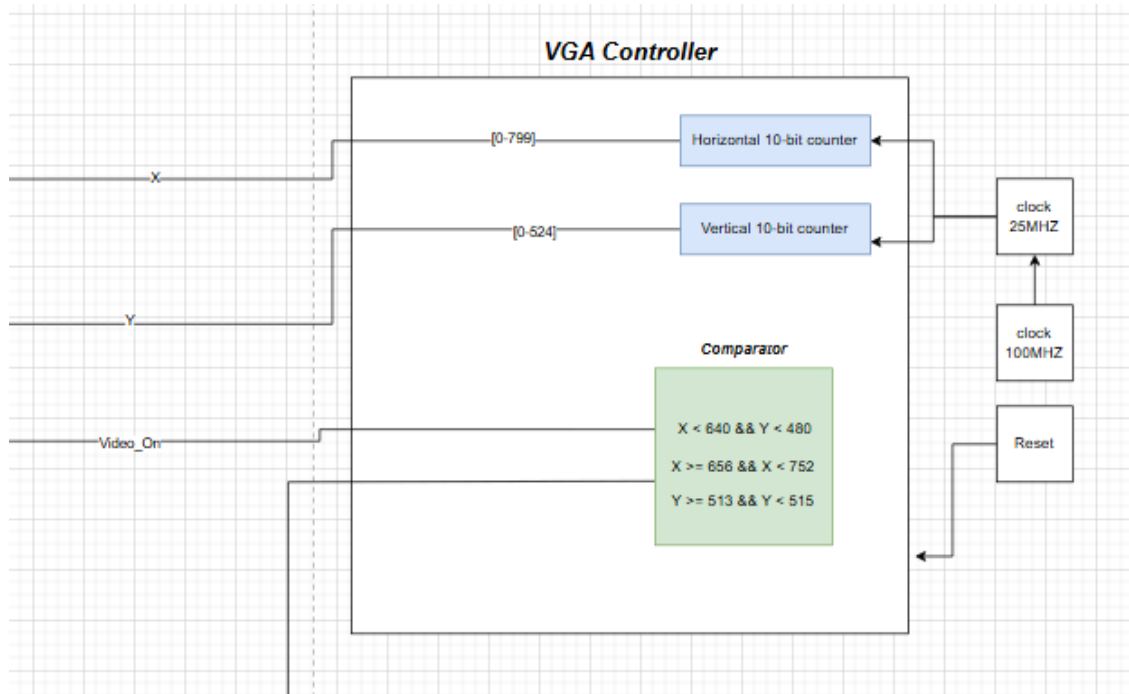 VGA Controller
[0-799]
Horizontal 10-bit counter
X
clock
25MHZ
[0-524]
Vertical 10-bit counter
Y
clock
100MHZ
Comparator
X < 640 && Y < 480
Video_On
Reset
X >= 656 && X < 752
Y >= 513 && Y < 515